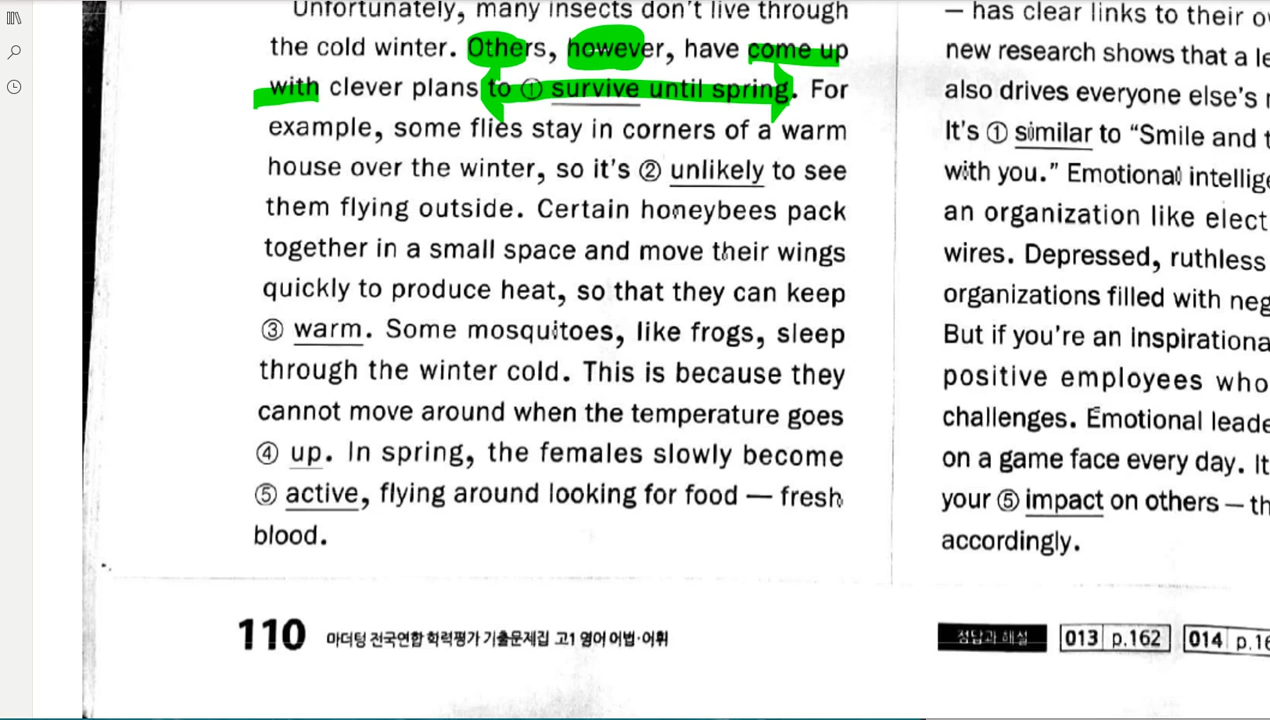 Unfortunately, many insects don't live through
the cold winter. Others, however, have come up
with clever plans to ① survive until spring. For
example, some flies stay in corners of a warm
house over the winter, so it's ② unlikely to see
them flying outside. Certain honeybees pack
together in a small space and move their wings
quickly to produce heat, so that they can keep
③ warm. Some mosquitoes, like frogs, sleep
through the winter cold. This is because they
cannot move around when the temperature goes
④ up. In spring, the females slowly become
⑤ active, flying around looking for food — fresh
blood.
— has clear links to their
new research shows that a
also drives everyone else's
It's ① similar to "Smile and
with you." Emotional
an organization like
wires. Depressed, ruthless
organizations filled with
But if you're an
positive employees who
challenges. Emotional
on a game face every day. It
your ⑤ impact on others —
accordingly.
110 마더텅 전국연합 학력평가 기출문제집 고1 영어 어법·어휘
정답과 해설 013 p.162 014